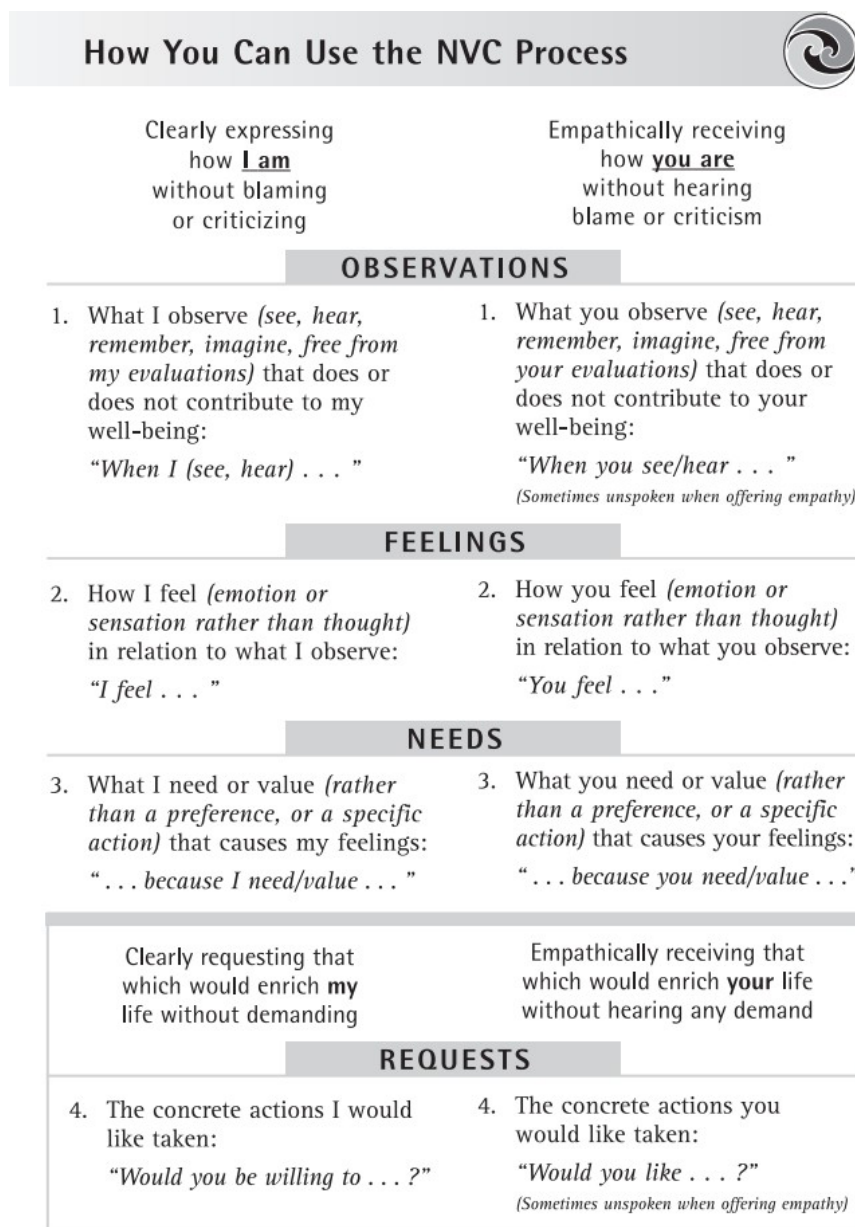 How You Can Use the NVC Process
Clearly expressing
how I am
without blaming
or criticizing
Empathically receiving
how you are
without hearing
blame or criticism
OBSERVATIONS
1. What I observe (see, hear,
remember, imagine, free from
my evaluations) that does or
does not contribute to my
well-being:
“When I (see, hear) . . . ”
1. What you observe (see, hear,
remember, imagine, free from
your evaluations) that does or
does not contribute to your
well-being:
“When you see/hear . . . ”
(Sometimes unspoken when offering empathy)
FEELINGS
2. How I feel (emotion or
sensation rather than thought)
in relation to what I observe:
“I feel . . . ”
2. How you feel (emotion or
sensation rather than thought)
in relation to what you observe:
“You feel . . .”
NEEDS
3. What I need or value (rather
than a preference, or a specific
action) that causes my feelings:
“ . . . because I need/value . . . ”
3. What you need or value (rather
than a preference, or a specific
action) that causes your feelings:
“ . . . because you need/value . . .”
Clearly requesting that
which would enrich my
life without demanding
Empathically receiving that
which would enrich your life
without hearing any demand
REQUESTS
4. The concrete actions I would
like taken:
“Would you be willing to . . . ?”
4. The concrete actions you
would like taken:
“Would you like . . . ?”
(Sometimes unspoken when offering empathy)